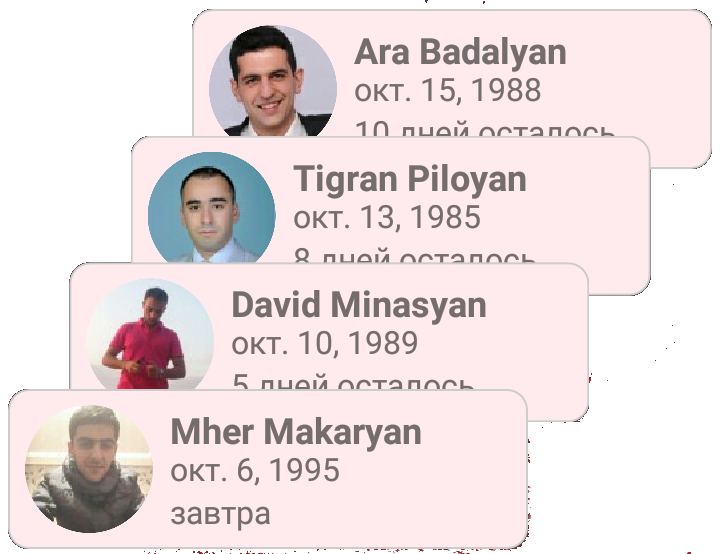 Ara Badalyan
окт. 15, 1988
10 дней осталось
Tigran Piloyan
окт. 13, 1985
8 дней осталось
David Minasyan
окт. 10, 1989
5 дней осталось
Mher Makaryan
окт. 6, 1995
завтра